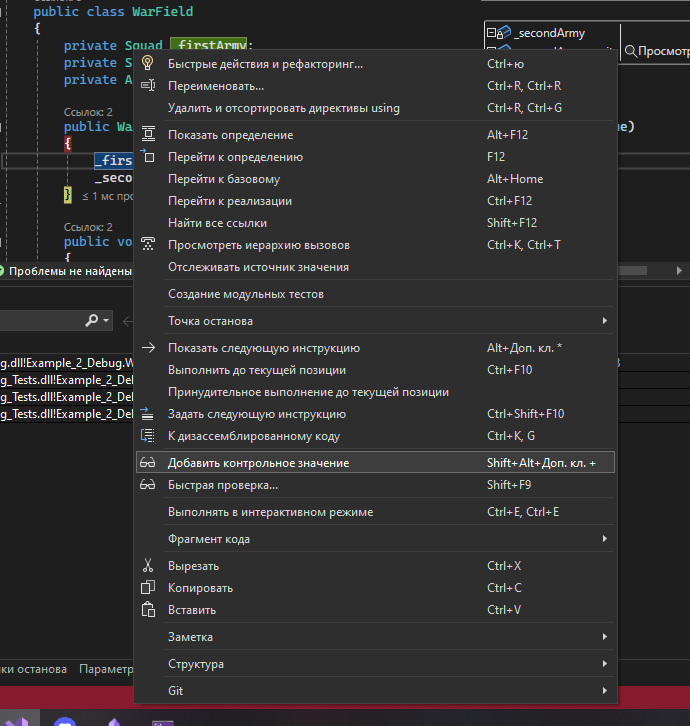 public class WarField
{
private Squad _firstArmy;
_secondArmy
private S
Просмотр
private A
Быстрые действия и рефакторинг... Ctrl+ю
Переименовать... Ctrl+R, Ctrl+R
Удалить и отсортировать директивы using Ctrl+R, Ctrl+G
Ссылок: 2
public Wa
)
Показать определение Alt+F12
{
_firs
Перейти к определению F12
_seco
Перейти к базовому Alt+Home
} ≤ 1 мс про
Перейти к реализации Ctrl+F12
Найти все ссылки Shift+F12
Ссылок: 2
public vo
Просмотреть иерархию вызовов Ctrl+K, Ctrl+T
{
Проблемы не найдены
Отслеживать источник значения
Создание модульных тестов
Точка останова
Показать следующую инструкцию Alt+Доп. кл. *
g.dll!Example_2_Debug.W
Выполнить до текущей позиции Ctrl+F10
g_Tests.dll!Example_2_Deb
Принудительное выполнение до текущей позиции
g_Tests.dll!Example_2_Deb
Задать следующую инструкцию Ctrl+Shift+F10
g_Tests.dll!Example_2_Deb
К дизассемблированному коду Ctrl+K, G
Добавить контрольное значение Shift+Alt+Доп. кл. +
Быстрая проверка... Shift+F9
Выполнять в интерактивном режиме Ctrl+E, Ctrl+E
Фрагмент кода
Вырезать Ctrl+X
Копировать Ctrl+C
Вставить Ctrl+V
Заметка
Структура
ки останова Параметр
Git